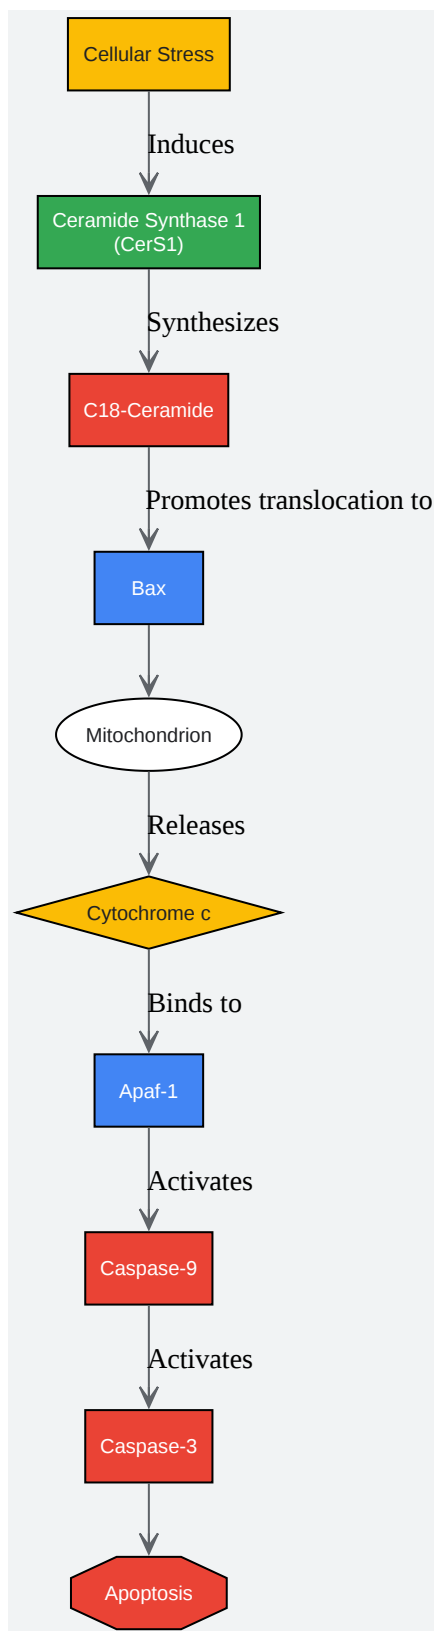 Cellular Stress
Induces
Ceramide Synthase 1
(CerS1)
Synthesizes
C18-Ceramide
Promotes translocation to
Bax
Mitochondrion
Releases
Cytochrome c
Binds to
Apaf-1
Activates
Caspase-9
Activates
Caspase-3
Apoptosis